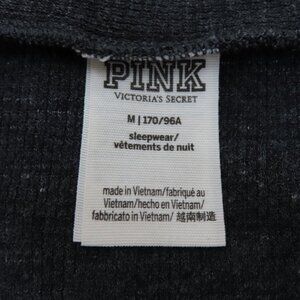 PINK
VICTORIA'S SECRET
M | 170/96A
sleepwear/
vêtements de nuit
made in Vietnam/fabriqué au
Vietnam/hecho en Vietnam/
fabbricato in Vietnam/ 越南制造